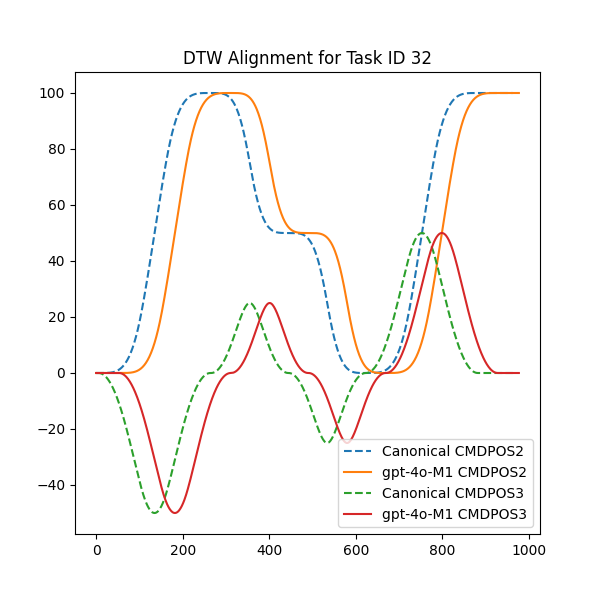 DTW Alignment for Task ID 32
100
80
60
40
20
0
−20
−40
0 200 400 600 800 1000
Canonical CMDPOS2
gpt-4o-M1 CMDPOS2
Canonical CMDPOS3
gpt-4o-M1 CMDPOS3